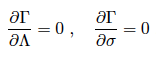 ∂Γ/∂Λ = 0 ,   ∂Γ/∂σ = 0